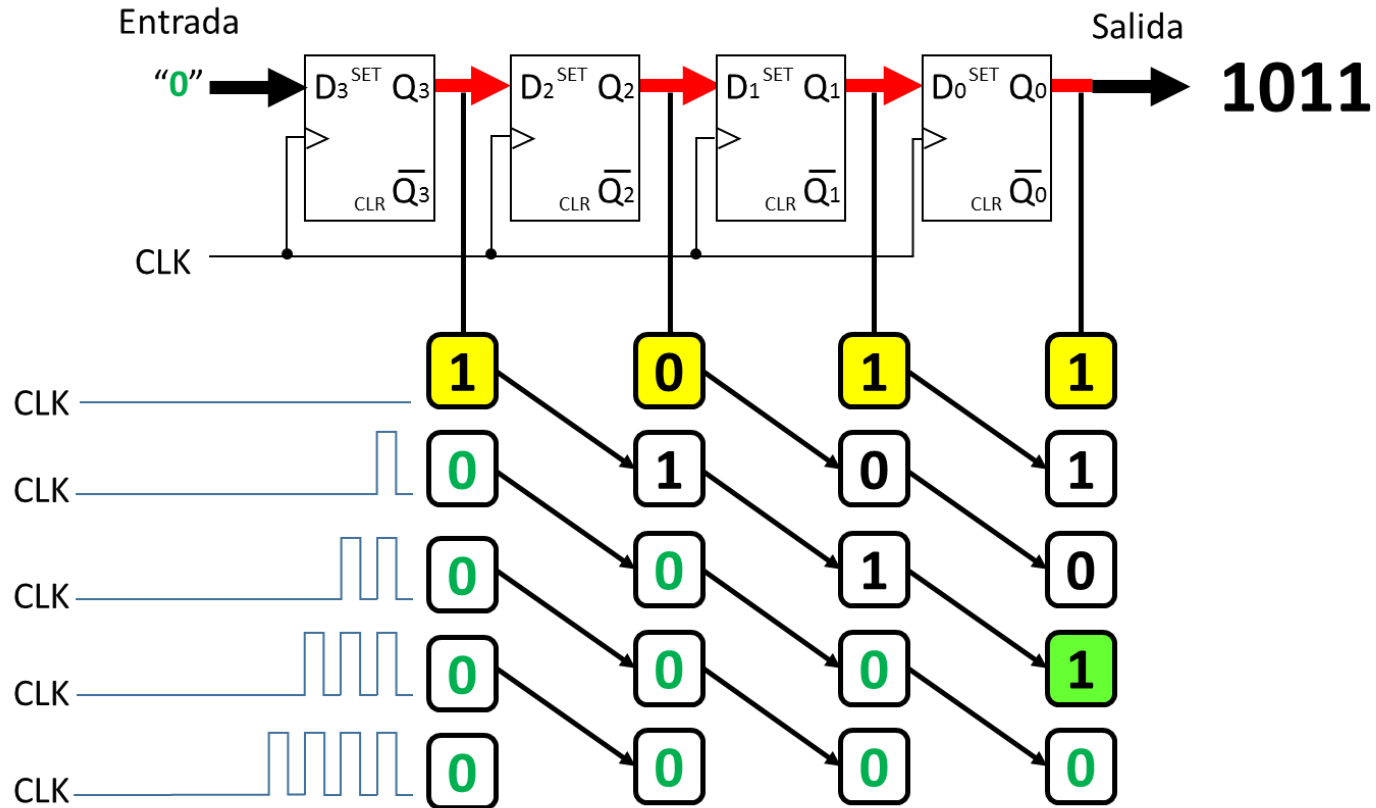 Entrada
Salida
“0”
D3 SET Q3
D2 SET Q2
D1 SET Q1
D0 SET Q0
1011
CLR Q̅3
CLR Q̅2
CLR Q̅1
CLR Q̅0
CLK
1 0 1 1
CLK
0 1 0 1
CLK
0 0 1 0
CLK
0 0 0 1
CLK
0 0 0 0
CLK